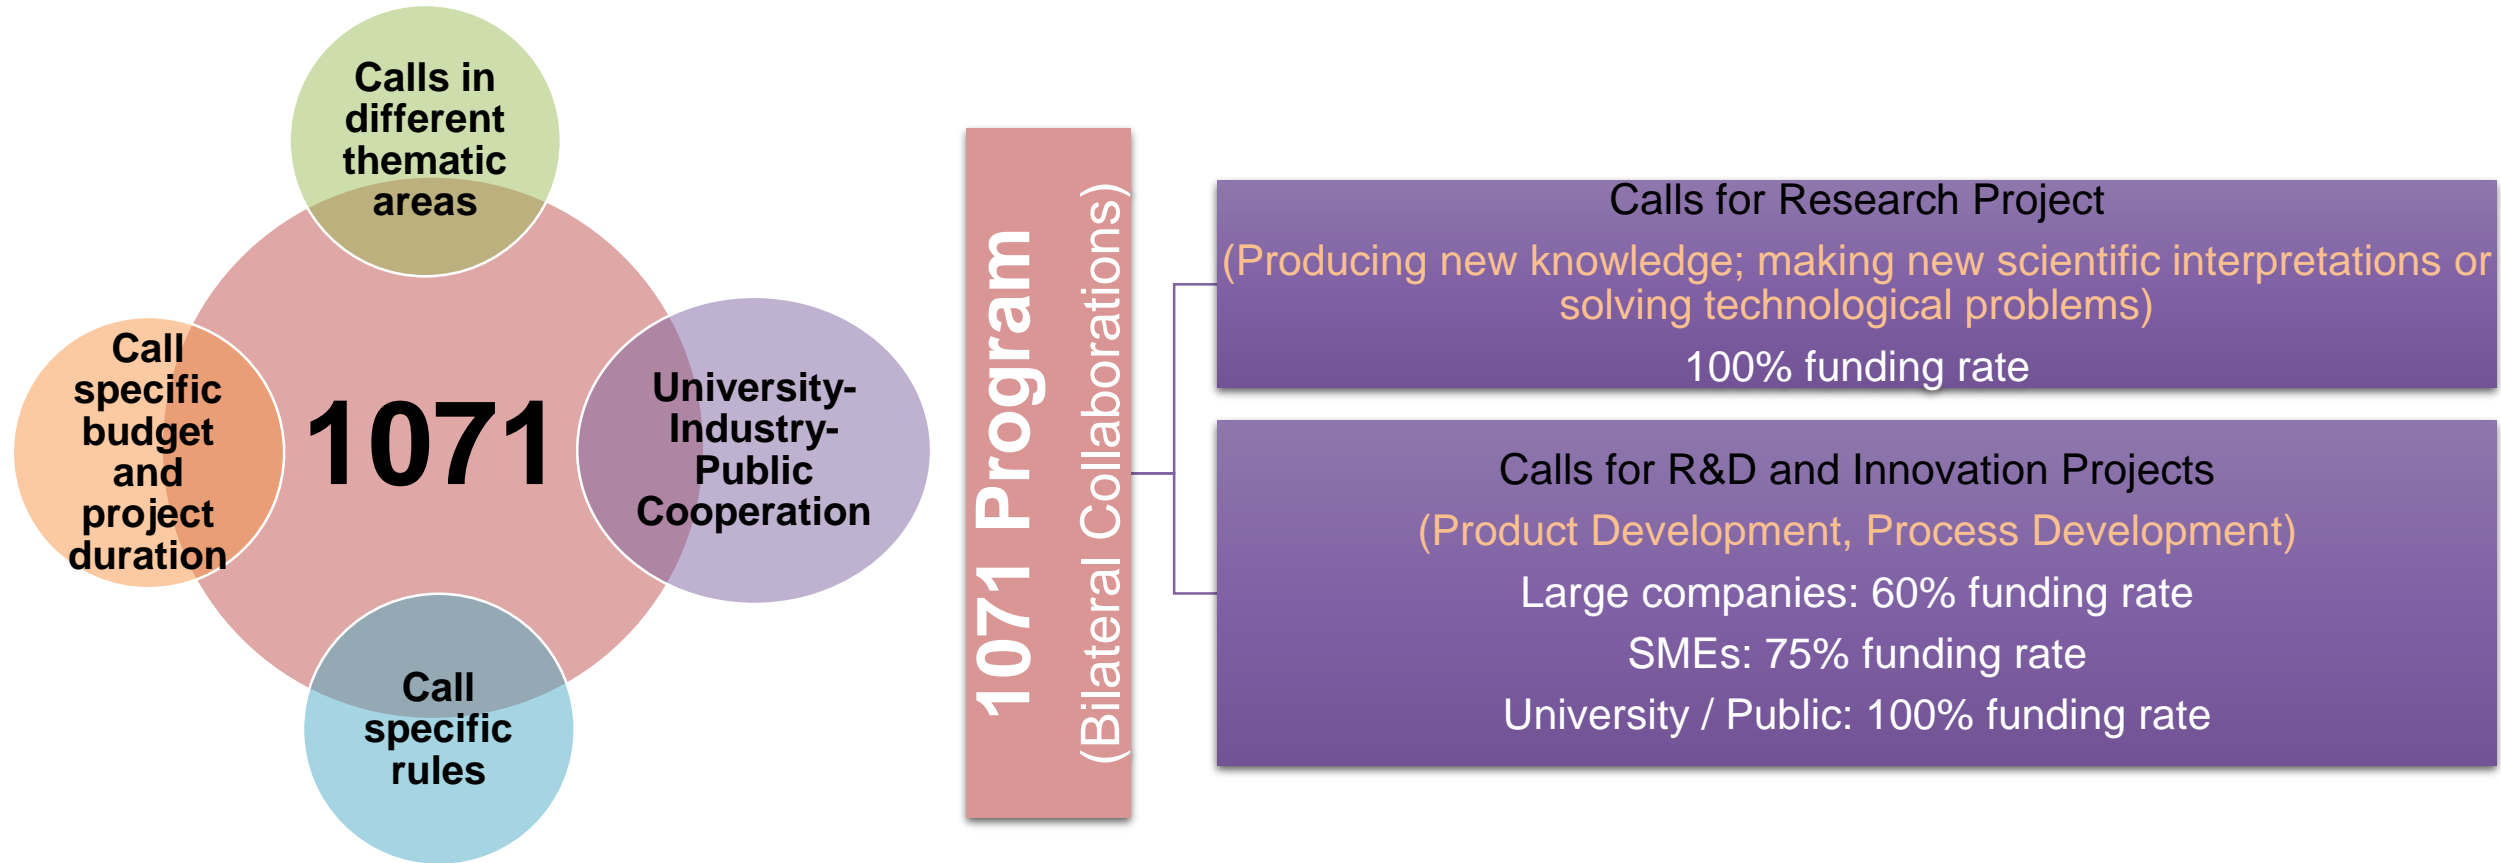 Calls in
different
thematic
areas
Call
specific
budget
and
project
duration
1071
University-
Industry-
Public
Cooperation
Call
specific
rules
1071 Program
(Bilateral Collaborations)
Calls for Research Project
(Producing new knowledge; making new scientific interpretations or
solving technological problems)
100% funding rate
Calls for R&D and Innovation Projects
(Product Development, Process Development)
Large companies: 60% funding rate
SMEs: 75% funding rate
University / Public: 100% funding rate